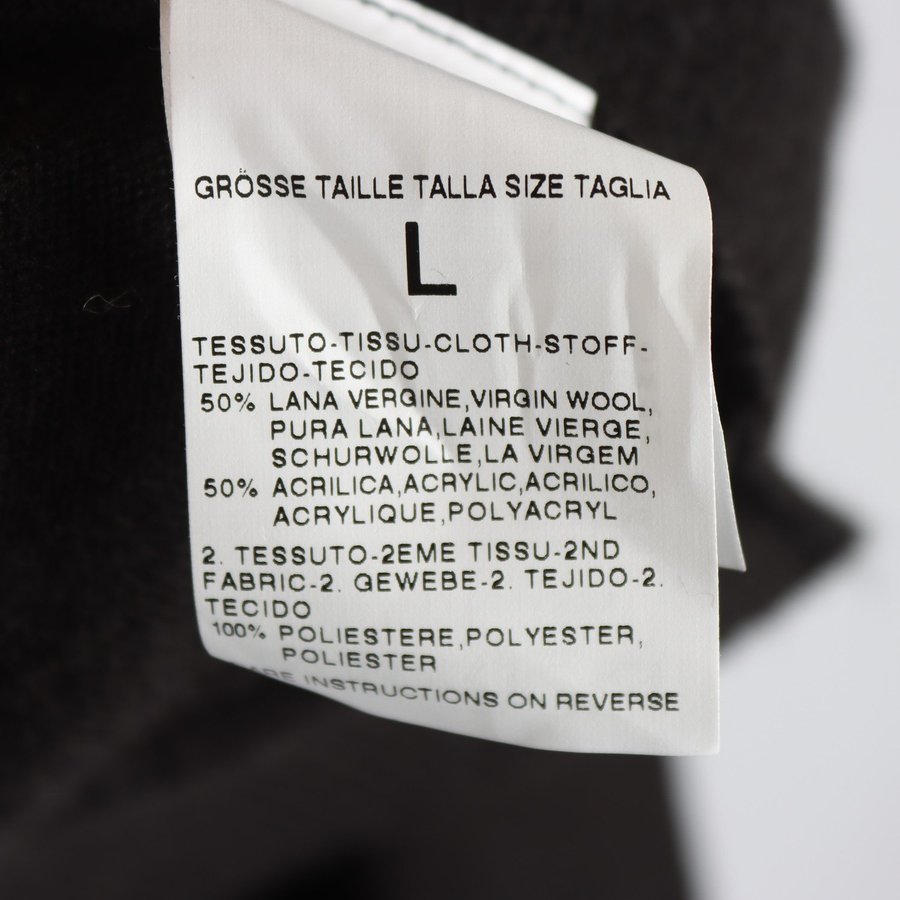 GRÖSSE TAILLE TALLA SIZE TAGLIA
L
TESSUTO-TISSU-CLOTH-STOFF-
TEJIDO-TECIDO
50% LANA VERGINE,VIRGIN WOOL,
PURA LANA,LAINE VIERGE,
SCHURWOLLE,LA VIRGEM
50% ACRILICA,ACRYLIC,ACRILICO,
ACRYLIQUE,POLYACRYL
2. TESSUTO-2EME TISSU-2ND
FABRIC-2. GEWEBE-2. TEJIDO-2.
TECIDO
100% POLIESTERE,POLYESTER,
POLIESTER
INSTRUCTIONS ON REVERSE